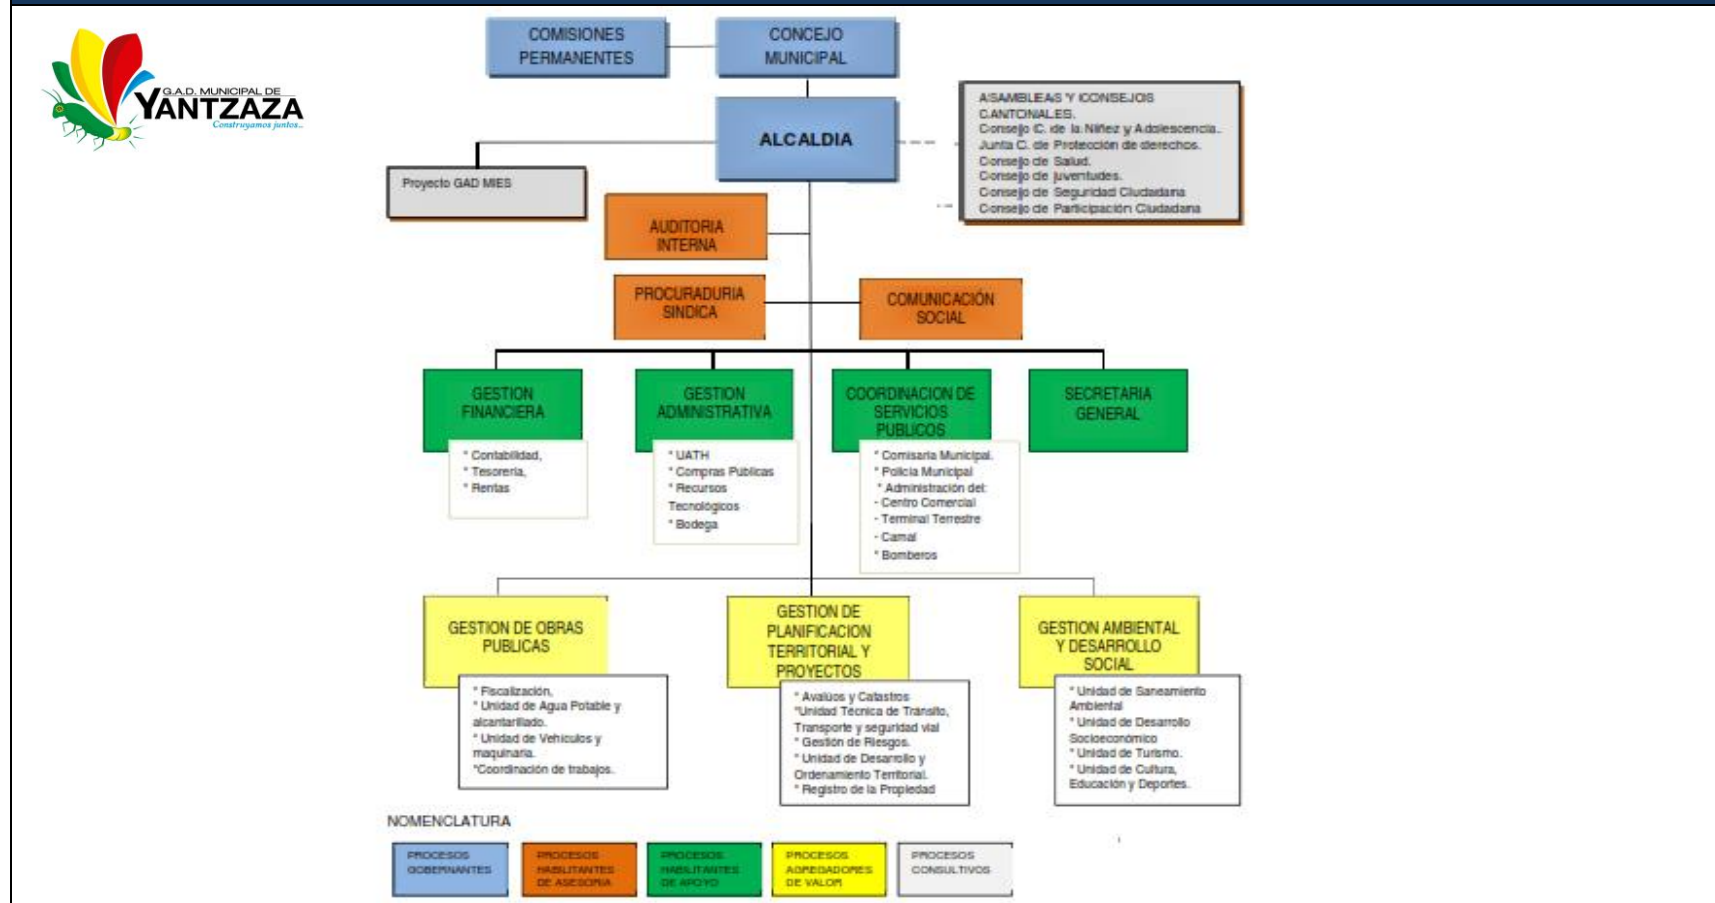 G.A.D. MUNICIPAL DE
YANTZAZA
Construyamos juntos...
COMISIONES
PERMANENTES
CONCEJO
MUNICIPAL
ALCALDIA
ASAMBLEAS Y CONSEJOS
CANTONALES.
Consejo C. de la Niñez y Adolescencia.
Junta C. de Protección de derechos.
Consejo de Salud.
Consejo de juventudes.
Consejo de Seguridad Ciudadana
Consejo de Participación Ciudadana
Proyecto GAD MIES
AUDITORIA
INTERNA
PROCURADURIA
SINDICA
COMUNICACIÓN
SOCIAL
GESTION
FINANCIERA
* Contabilidad,
* Tesorería,
* Rentas
GESTION
ADMINISTRATIVA
* UATH
* Compras Públicas
* Recursos
Tecnológicos
* Bodega
COORDINACION DE
SERVICIOS
PUBLICOS
* Comisaría Municipal.
* Policía Municipal
* Administración del:
- Centro Comercial
- Terminal Terrestre
- Camal
* Bomberos
SECRETARIA
GENERAL
GESTION DE OBRAS
PUBLICAS
* Fiscalización,
* Unidad de Agua Potable y
alcantarillado.
* Unidad de Vehículos y
maquinaria.
*Coordinación de trabajos.
GESTION DE
PLANIFICACION
TERRITORIAL Y
PROYECTOS
* Avalúos y Catastros
*Unidad Técnica de Tránsito,
Transporte y seguridad vial
* Gestión de Riesgos.
* Unidad de Desarrollo y
Ordenamiento Territorial.
* Registro de la Propiedad
GESTION AMBIENTAL
Y DESARROLLO
SOCIAL
* Unidad de Saneamiento
Ambiental
* Unidad de Desarrollo
Socioeconómico
* Unidad de Turismo.
* Unidad de Cultura,
Educación y Deportes.
NOMENCLATURA
PROCESOS
GOBERNANTES
PROCESOS
HABILITANTES
DE ASESORIA
PROCESOS
HABILITANTES
DE APOYO
PROCESOS
AGREGADORES
DE VALOR
PROCESOS
CONSULTIVOS